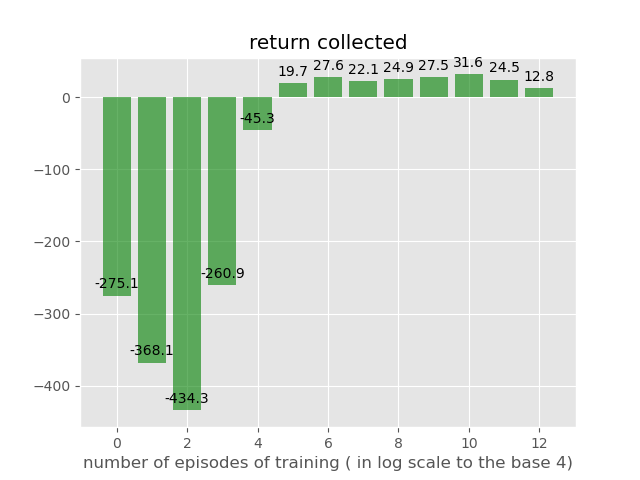 return collected
19.7 27.6 22.1 24.9 27.5 31.6 24.5 12.8
0
-45.3
−100
−200
-275.1 -260.9
−300
-368.1
−400
-434.3
0 2 4 6 8 10 12
number of episodes of training ( in log scale to the base 4)